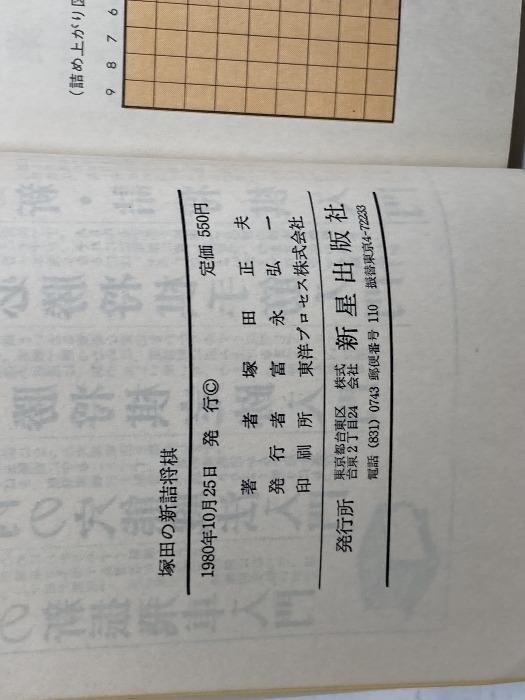 (詰め上がり図
9 8 7 6
塚田の新詰将棋
1980年10月25日 発 行© 定価 550円
著 者 塚 田 正 夫
発 行 者 富 永 弘 一
印 刷 所 東洋プロセス株式会社
発行所 東京都台東区台東2丁目24 株式会社 新 星 出 版 社
電話 (831) 0743 郵便番号 110 振替東京4-72233